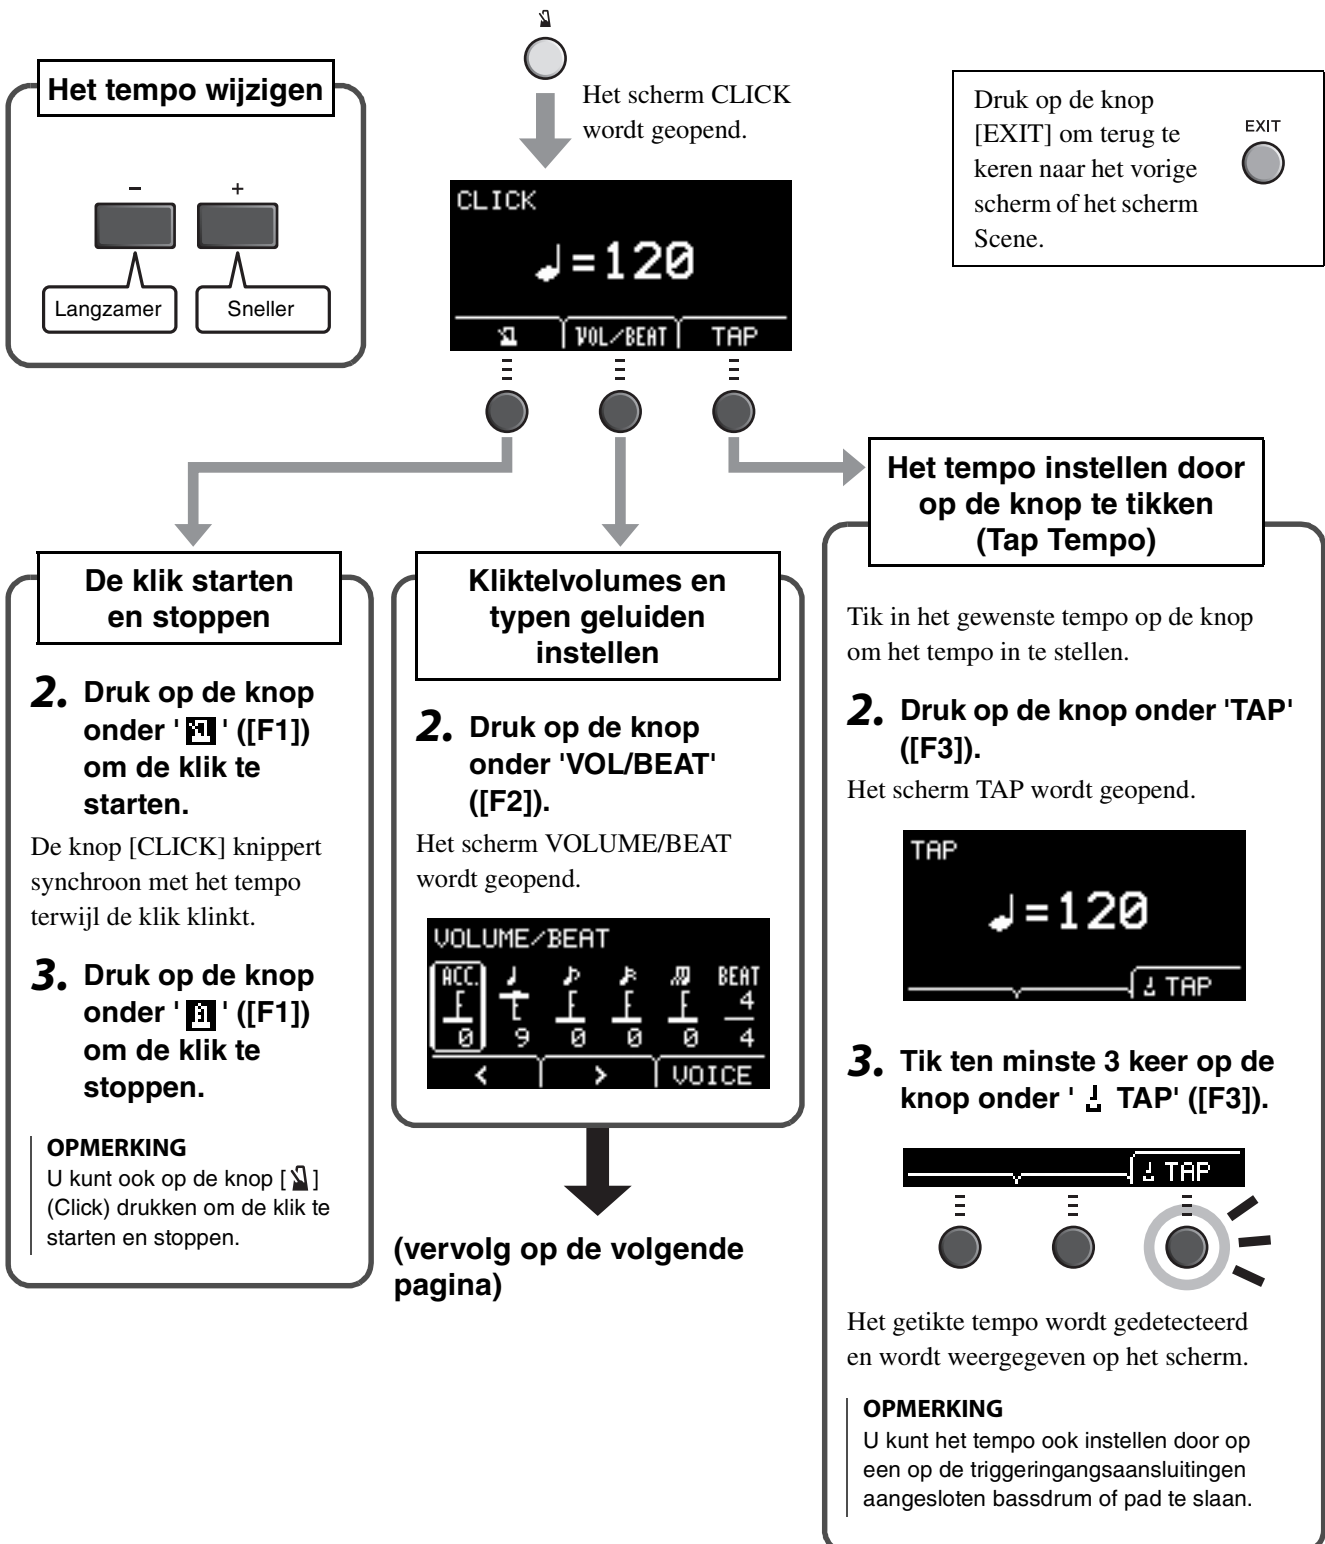 Het tempo wijzigen
–
+
Langzamer
Sneller
Het scherm CLICK
wordt geopend.
CLICK
♩=120
VOL/BEAT
TAP
Druk op de knop
[EXIT] om terug te
keren naar het vorige
scherm of het scherm
Scene.
EXIT
De klik starten
en stoppen
2. Druk op de knop
onder ' ' ([F1])
om de klik te
starten.
De knop [CLICK] knippert
synchroon met het tempo
terwijl de klik klinkt.
3. Druk op de knop
onder ' ' ([F1])
om de klik te
stoppen.
OPMERKING
U kunt ook op de knop [ ]
(Click) drukken om de klik te
starten en stoppen.
Kliktelvolumes en
typen geluiden
instellen
2. Druk op de knop
onder 'VOL/BEAT'
([F2]).
Het scherm VOLUME/BEAT
wordt geopend.
VOLUME/BEAT
ACC. BEAT
4
0 9 0 0 0 4
< > VOICE
(vervolg op de volgende
pagina)
Het tempo instellen door
op de knop te tikken
(Tap Tempo)
Tik in het gewenste tempo op de knop
om het tempo in te stellen.
2. Druk op de knop onder 'TAP'
([F3]).
Het scherm TAP wordt geopend.
TAP
♩=120
TAP
3. Tik ten minste 3 keer op de
knop onder ' TAP' ([F3]).
TAP
Het getikte tempo wordt gedetecteerd
en wordt weergegeven op het scherm.
OPMERKING
U kunt het tempo ook instellen door op
een op de triggeringangsaansluitingen
aangesloten bassdrum of pad te slaan.